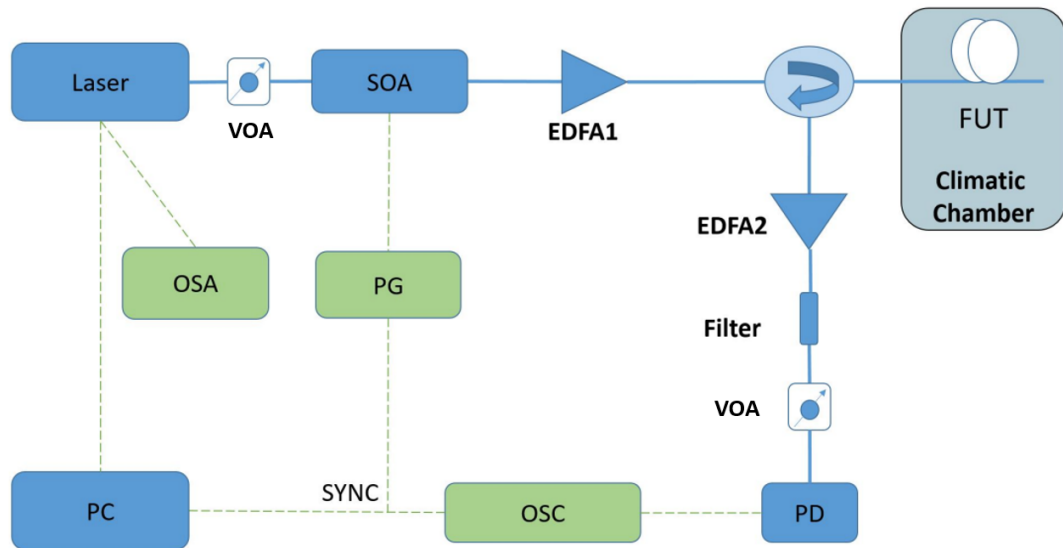 Laser
VOA
SOA
EDFA1
FUT
Climatic
Chamber
EDFA2
OSA
PG
Filter
VOA
PC
SYNC
OSC
PD